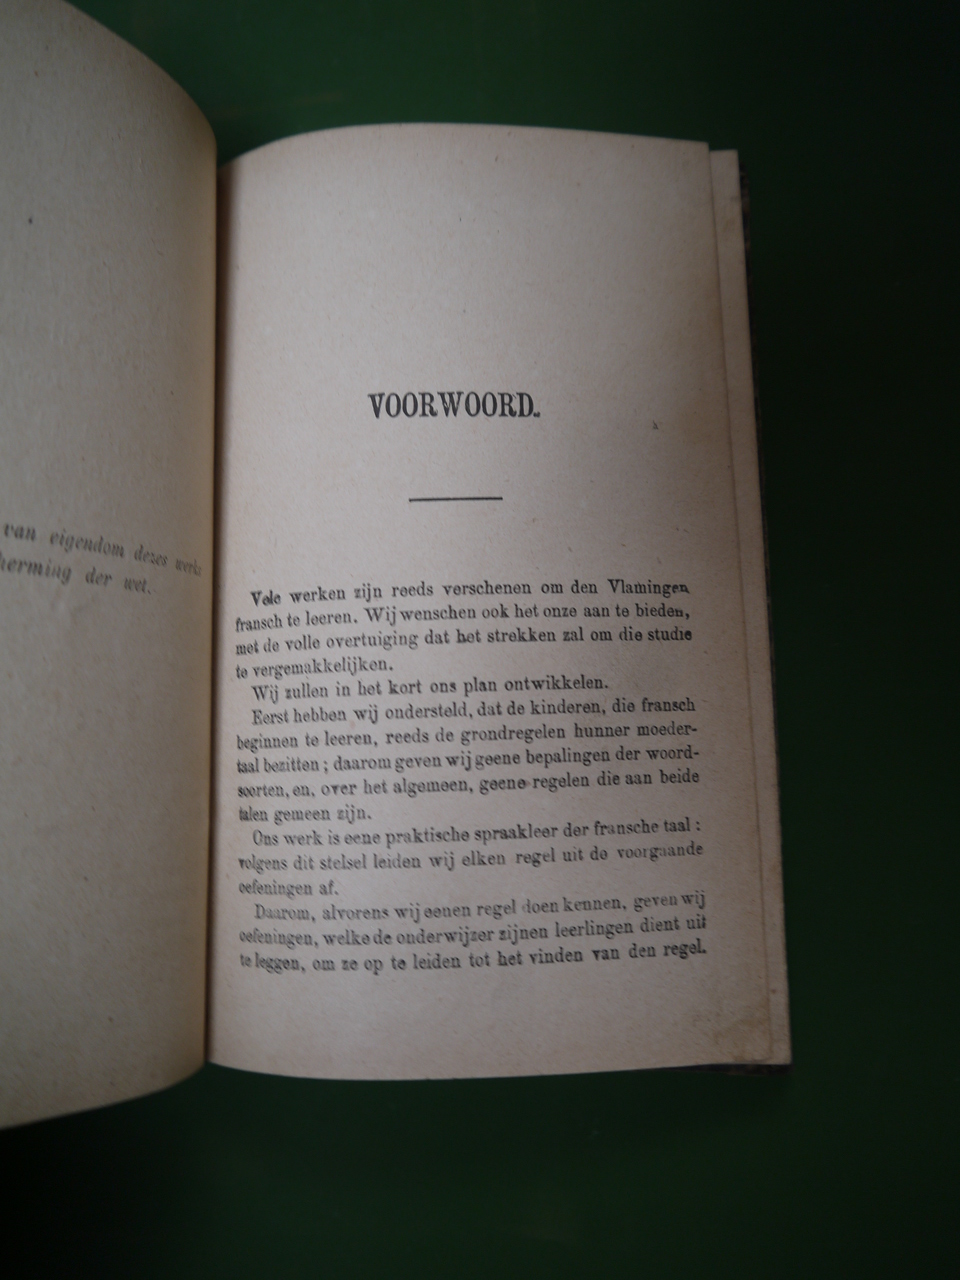 van eigendom dezes werks
herming der wet.
VOORWOORD.
Vele werken zijn reeds verschenen om den Vlamingen
fransch te leeren. Wij wenschen ook het onze aan te bieden,
met de volle overtuiging dat het strekken zal om die studie
te vergemakkelijken.
Wij zullen in het kort ons plan ontwikkelen.
Eerst hebben wij ondersteld, dat de kinderen, die fransch
beginnen te leeren, reeds de grondregelen hunner moeder-
taal bezitten; daarom geven wij geene bepalingen der woord-
soorten, en, over het algemeen, geene regelen die aan beide
talen gemeen zijn.
Ons werk is eene praktische spraakleer der fransche taal:
volgens dit stelsel leiden wij elken regel uit de voorgaande
oefeningen af.
Daarom, alvorens wij eenen regel doen kennen, geven wij
oefeningen, welke de onderwijzer zijnen leerlingen dient uit
te leggen, om ze op te leiden tot het vinden van den regel.